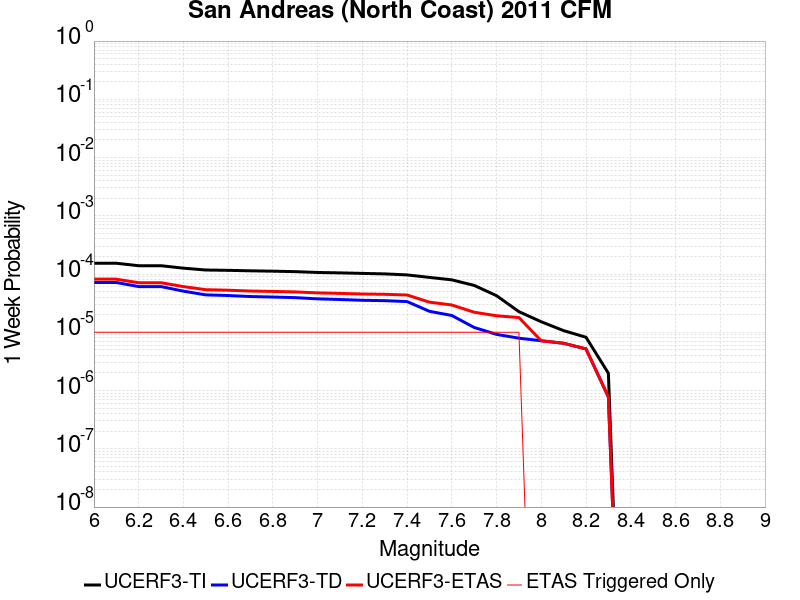 San Andreas (North Coast) 2011 CFM
10^0
10^-1
10^-2
10^-3
10^-4
10^-5
10^-6
10^-7
10^-8
1 Week Probability
6 6.2 6.4 6.6 6.8 7 7.2 7.4 7.6 7.8 8 8.2 8.4 8.6 8.8 9
Magnitude
UCERF3-TI UCERF3-TD UCERF3-ETAS ETAS Triggered Only